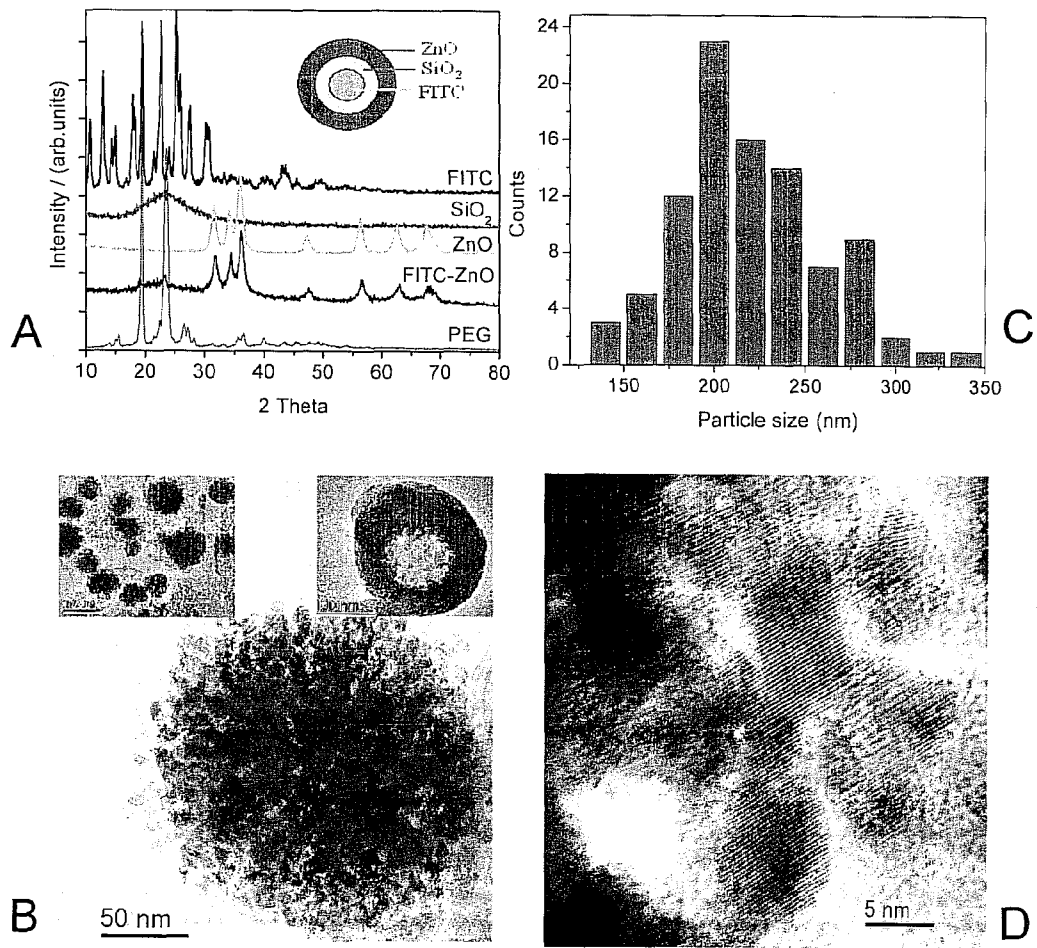 ZnO
SiO₂
FITC
FITC
SiO₂
ZnO
FITC-ZnO
PEG
Intensity / (arb.units)
10 20 30 40 50 60 70 80
2 Theta
A
24
20
16
12
8
4
0
Counts
150 200 250 300 350
Particle size (nm)
C
50 nm
B
5 nm
D